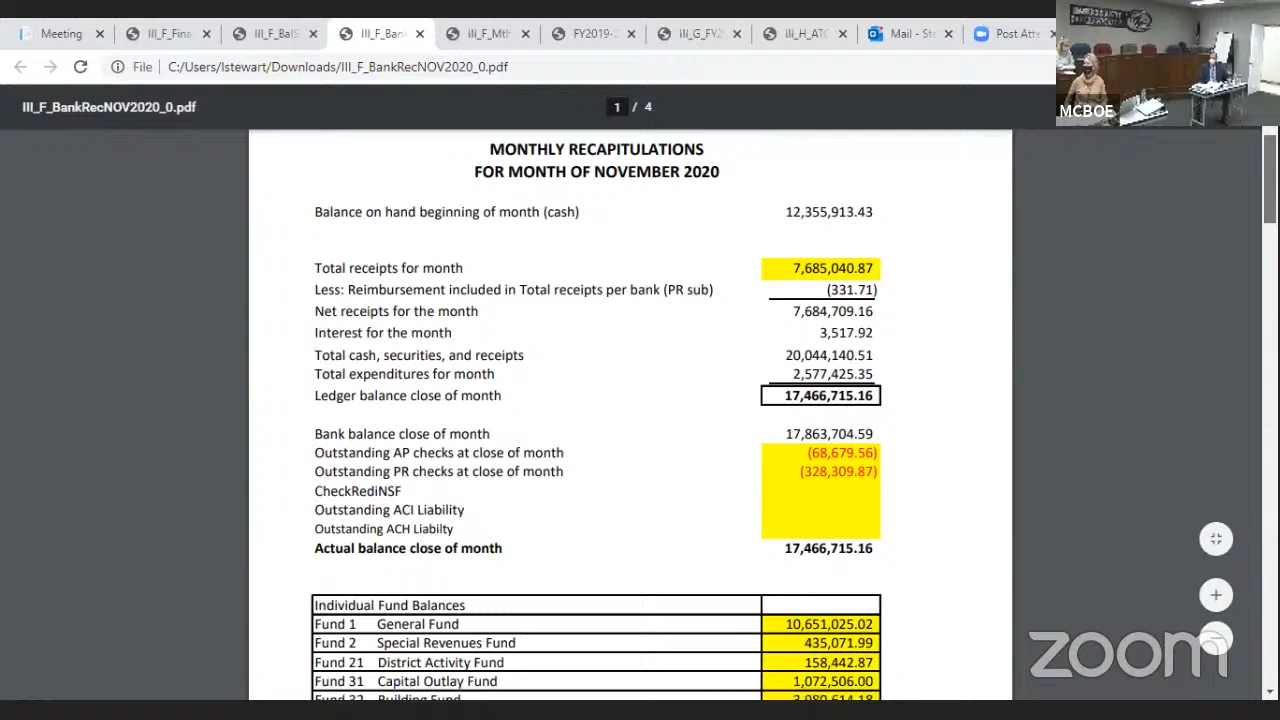 Meeting
III_F_Fina
III_F_BalS
III_F_Ban
iIi_F_Mth
FY2019-2
iIi_G_FY2
iIi_H_ATC
Mail - Ste
Post Atte
File C:/Users/lstewart/Downloads/III_F_BankRecNOV2020_0.pdf
MCBOE
III_F_BankRecNOV2020_0.pdf 1 / 4
MONTHLY RECAPITULATIONS
FOR MONTH OF NOVEMBER 2020
Balance on hand beginning of month (cash) 12,355,913.43
Total receipts for month 7,685,040.87
Less: Reimbursement included in Total receipts per bank (PR sub) (331.71)
Net receipts for the month 7,684,709.16
Interest for the month 3,517.92
Total cash, securities, and receipts 20,044,140.51
Total expenditures for month 2,577,425.35
Ledger balance close of month 17,466,715.16
Bank balance close of month 17,863,704.59
Outstanding AP checks at close of month (68,679.56)
Outstanding PR checks at close of month (328,309.87)
CheckRediNSF
Outstanding ACI Liability
Outstanding ACH Liabilty
Actual balance close of month 17,466,715.16
Individual Fund Balances
Fund 1 General Fund 10,651,025.02
Fund 2 Special Revenues Fund 435,071.99
Fund 21 District Activity Fund 158,442.87
Fund 31 Capital Outlay Fund 1,072,506.00
Fund 32 Building Fund 3,980,614.18
zoom